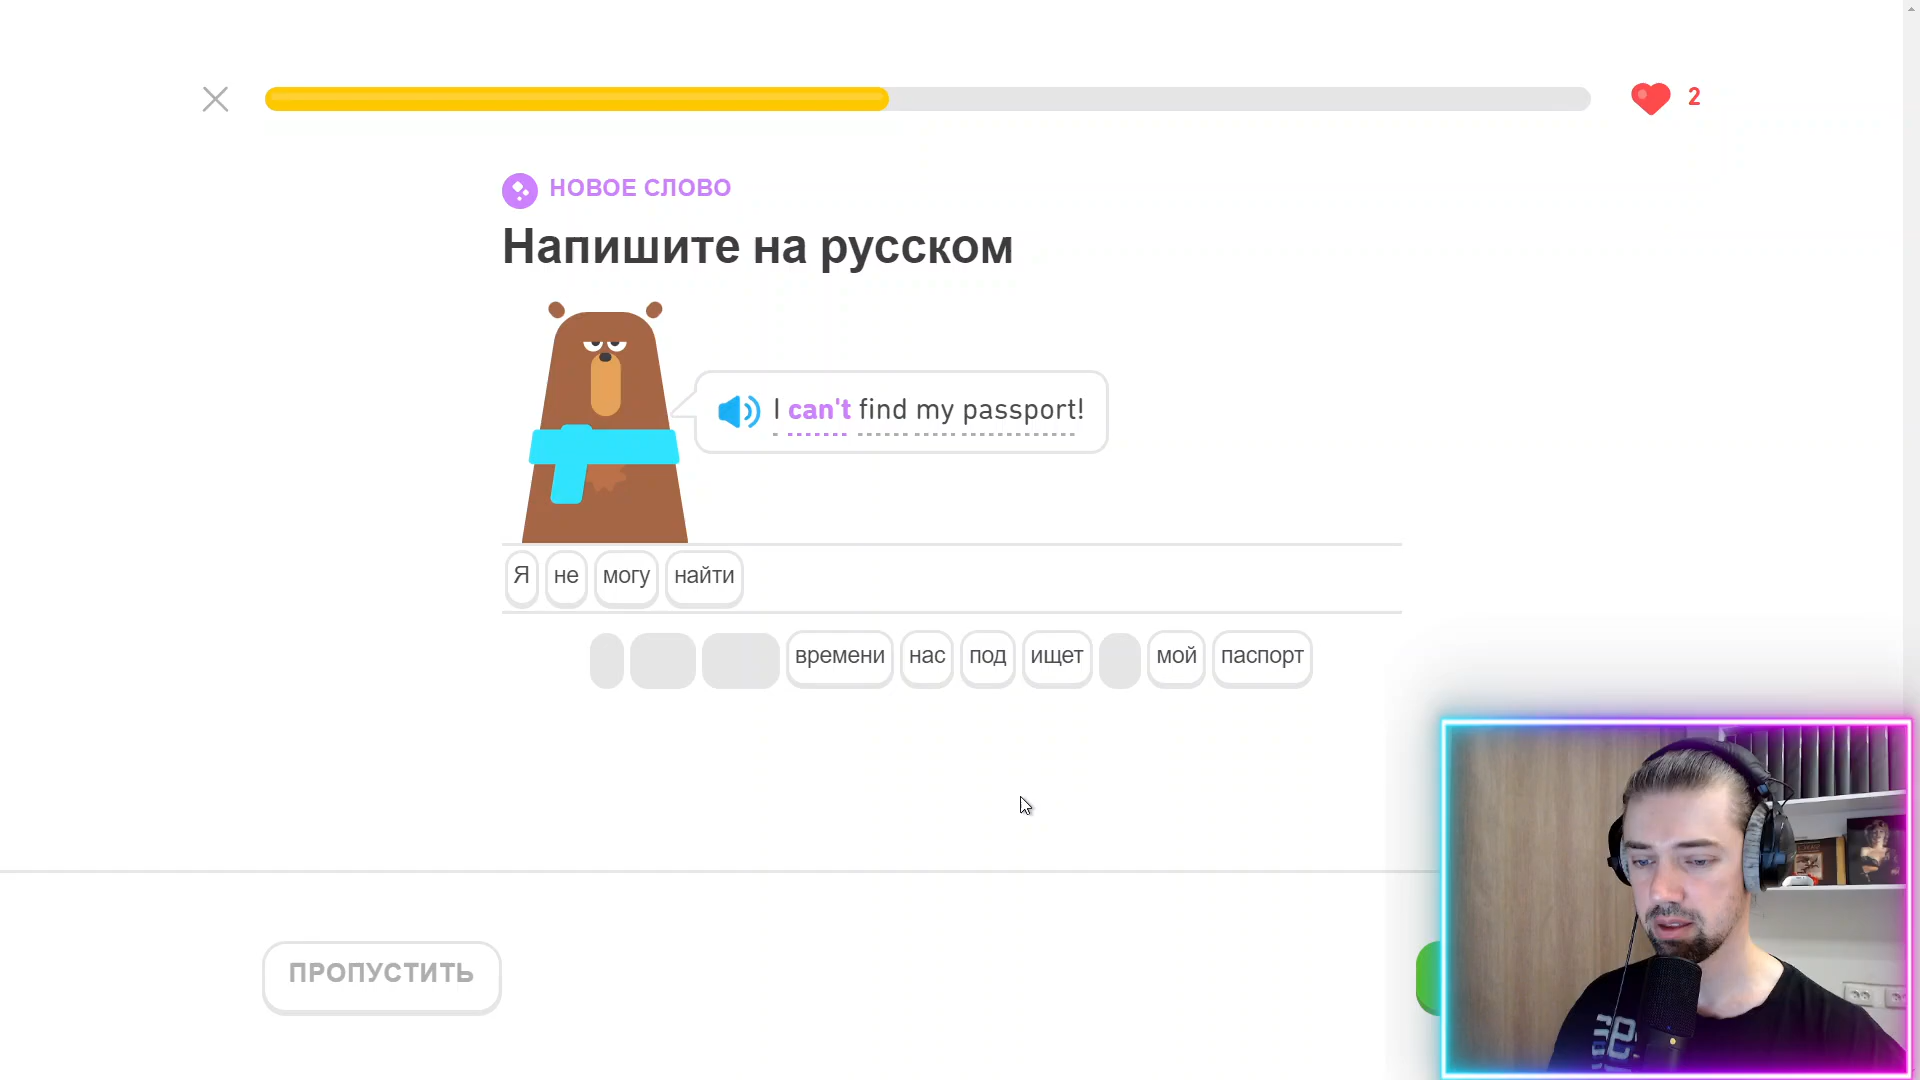 2
НОВОЕ СЛОВО
Напишите на русском
I can't find my passport!
Я не могу найти
времени нас под ищет мой паспорт
ПРОПУСТИТЬ